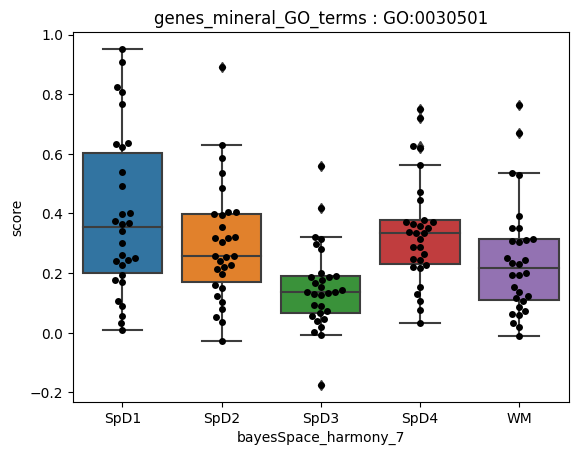 genes_mineral_GO_terms : GO:0030501
1.0
0.8
0.6
0.4
0.2
0.0
−0.2
score
SpD1 SpD2 SpD3 SpD4 WM
bayesSpace_harmony_7